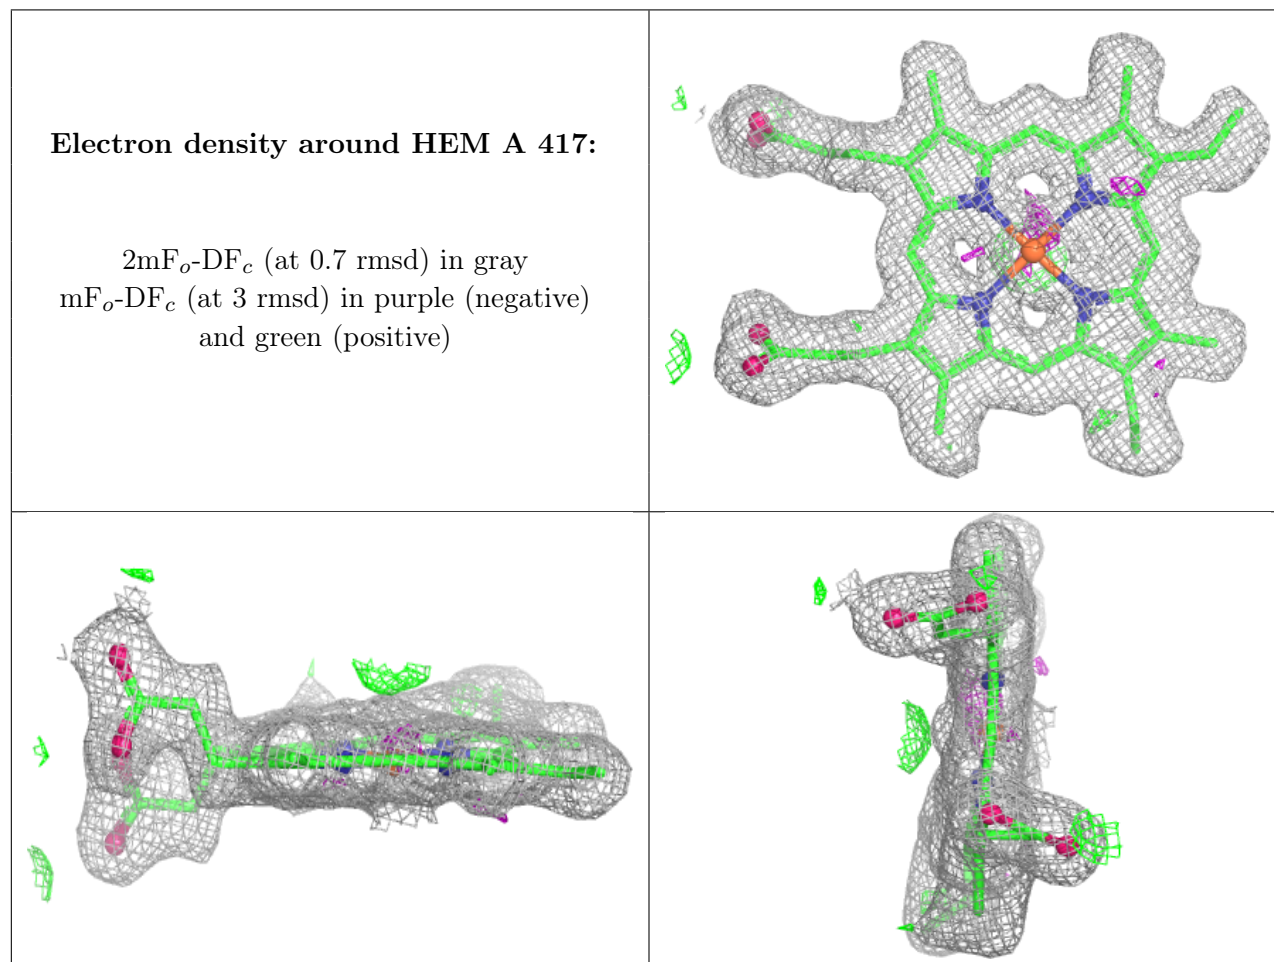 Electron density around HEM A 417:
2mFo-DFc (at 0.7 rmsd) in gray
mFo-DFc (at 3 rmsd) in purple (negative)
and green (positive)